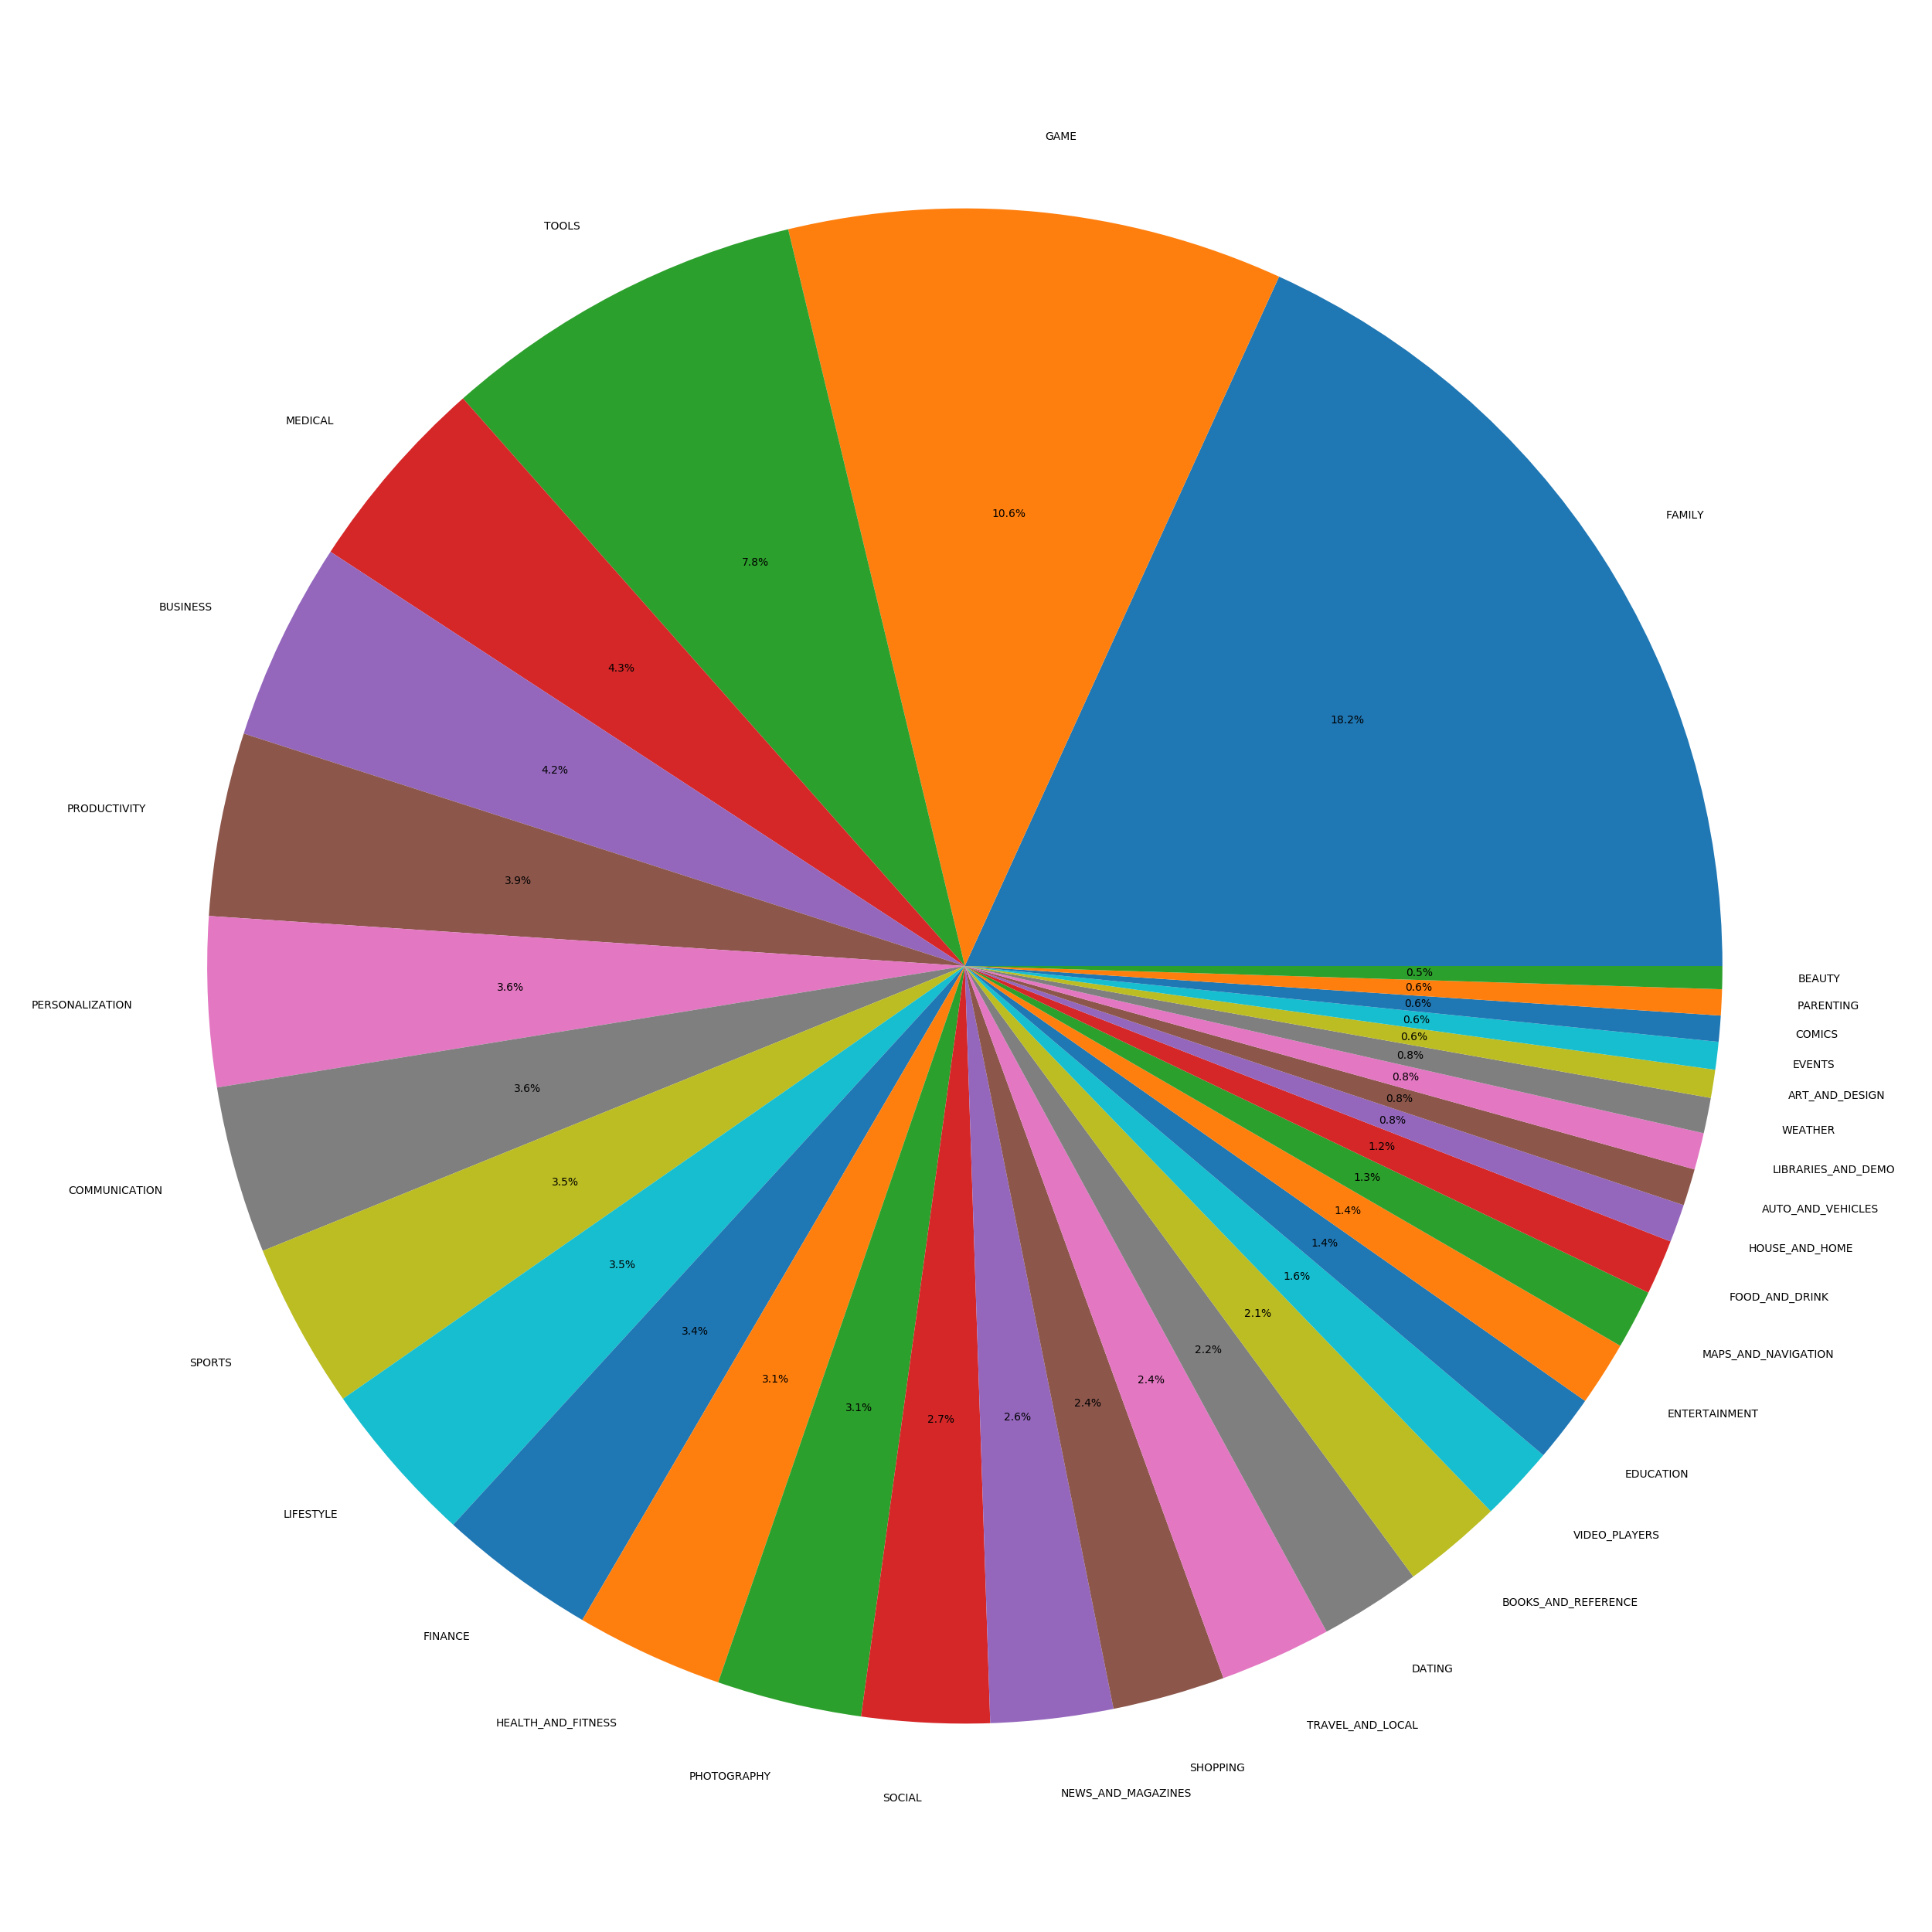 GAME
TOOLS
MEDICAL
FAMILY
10.6%
7.8%
BUSINESS
4.3%
18.2%
4.2%
PRODUCTIVITY
3.9%
PERSONALIZATION
3.6%
COMMUNICATION
3.6%
SPORTS
3.5%
LIFESTYLE
3.5%
FINANCE
3.4%
HEALTH_AND_FITNESS
3.1%
PHOTOGRAPHY
3.1%
SOCIAL
2.7%
NEWS_AND_MAGAZINES
2.6%
SHOPPING
2.4%
TRAVEL_AND_LOCAL
2.4%
DATING
2.2%
BOOKS_AND_REFERENCE
2.1%
VIDEO_PLAYERS
1.6%
EDUCATION
1.4%
ENTERTAINMENT
1.4%
MAPS_AND_NAVIGATION
1.3%
FOOD_AND_DRINK
1.2%
HOUSE_AND_HOME
0.8%
AUTO_AND_VEHICLES
0.8%
LIBRARIES_AND_DEMO
0.8%
WEATHER
0.8%
ART_AND_DESIGN
0.6%
EVENTS
0.6%
COMICS
0.6%
PARENTING
0.6%
BEAUTY
0.5%